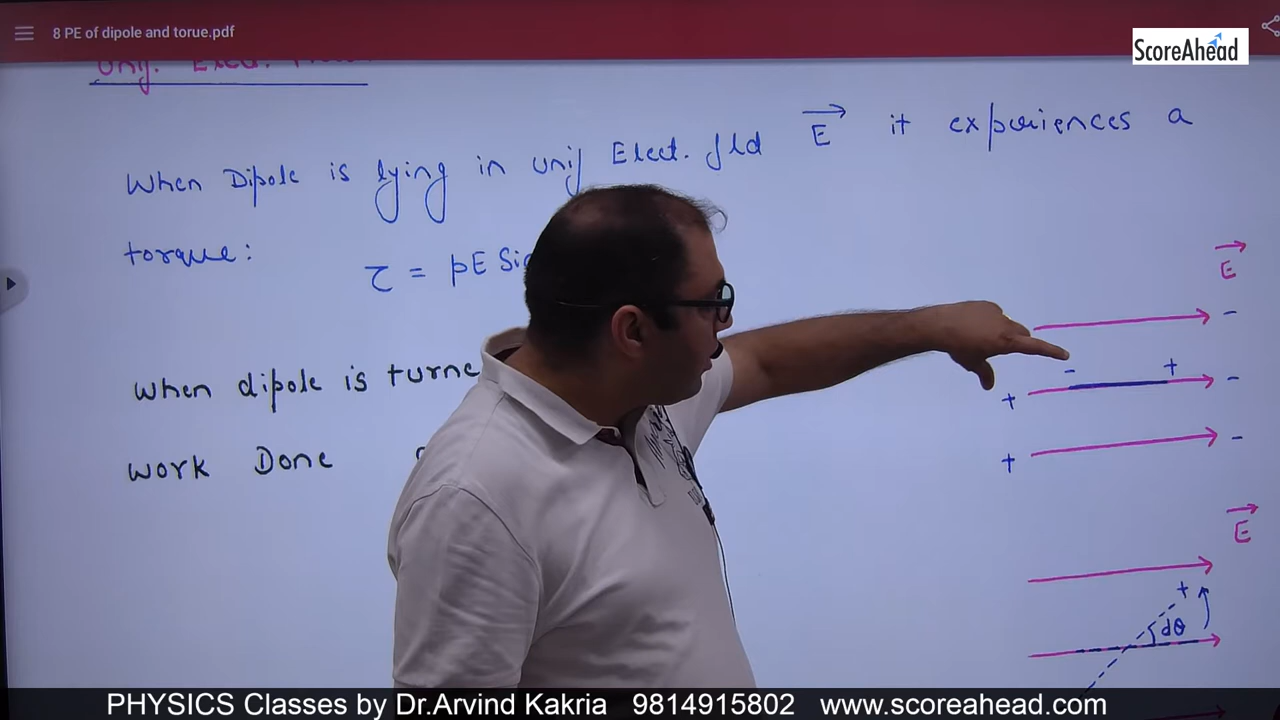 8 PE of dipole and torue.pdf
ScoreAhead
When Dipole is lying in unif Elect. fld E it experiences a
torque: τ = pE
When dipole is turne
work Done
E
-
- +
+ -
+ -
E
+
dθ
PHYSICS Classes by Dr.Arvind Kakria 9814915802 www.scoreahead.com